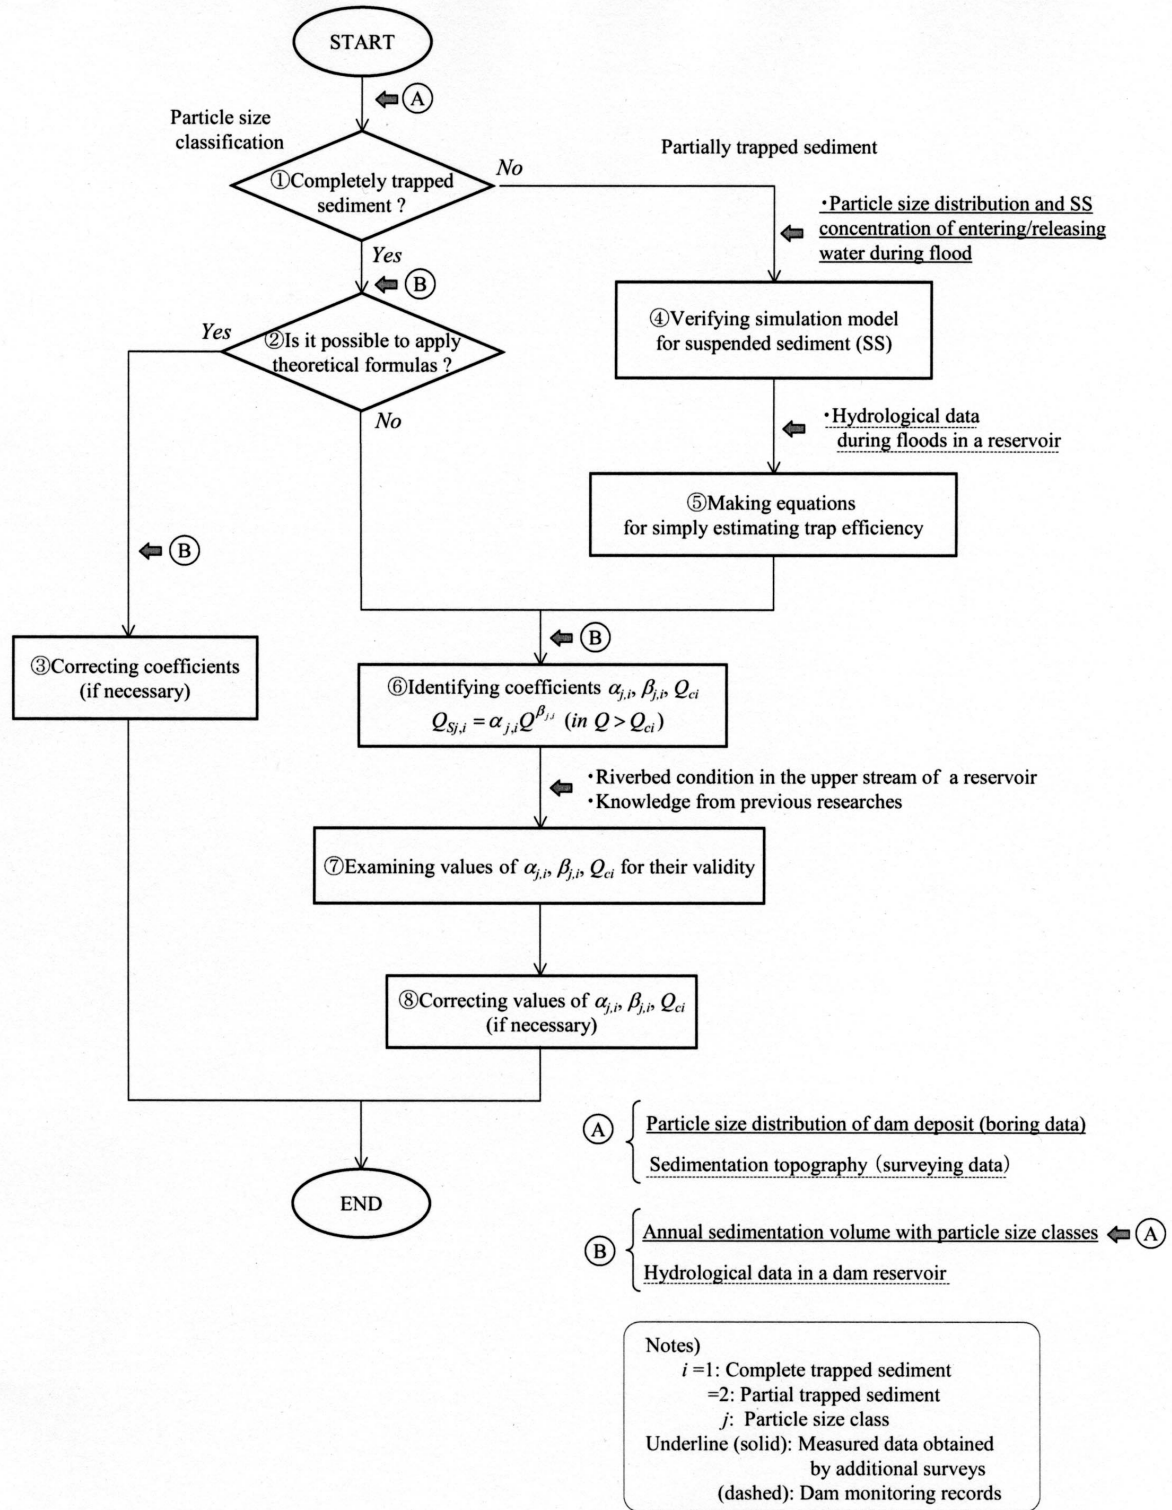 START
Ⓐ
Particle size
classification
①Completely trapped
sediment ?
No
Partially trapped sediment
・Particle size distribution and SS
concentration of entering/releasing
water during flood
Yes
Ⓑ
④Verifying simulation model
for suspended sediment (SS)
Yes
②Is it possible to apply
theoretical formulas ?
No
・Hydrological data
during floods in a reservoir
⑤Making equations
for simply estimating trap efficiency
Ⓑ
③Correcting coefficients
(if necessary)
Ⓑ
⑥Identifying coefficients α_{j,i}, β_{j,i}, Q_{ci}
Q_{Sj,i} = α_{j,i}Q^{β_{j,i}} (in Q > Q_{ci})
・Riverbed condition in the upper stream of a reservoir
・Knowledge from previous researches
⑦Examining values of α_{j,i}, β_{j,i}, Q_{ci} for their validity
⑧Correcting values of α_{j,i}, β_{j,i}, Q_{ci}
(if necessary)
END
Ⓐ
Particle size distribution of dam deposit (boring data)
Sedimentation topography (surveying data)
Ⓑ
Annual sedimentation volume with particle size classes
Ⓐ
Hydrological data in a dam reservoir
Notes)
i =1: Complete trapped sediment
=2: Partial trapped sediment
j: Particle size class
Underline (solid): Measured data obtained
by additional surveys
(dashed): Dam monitoring records